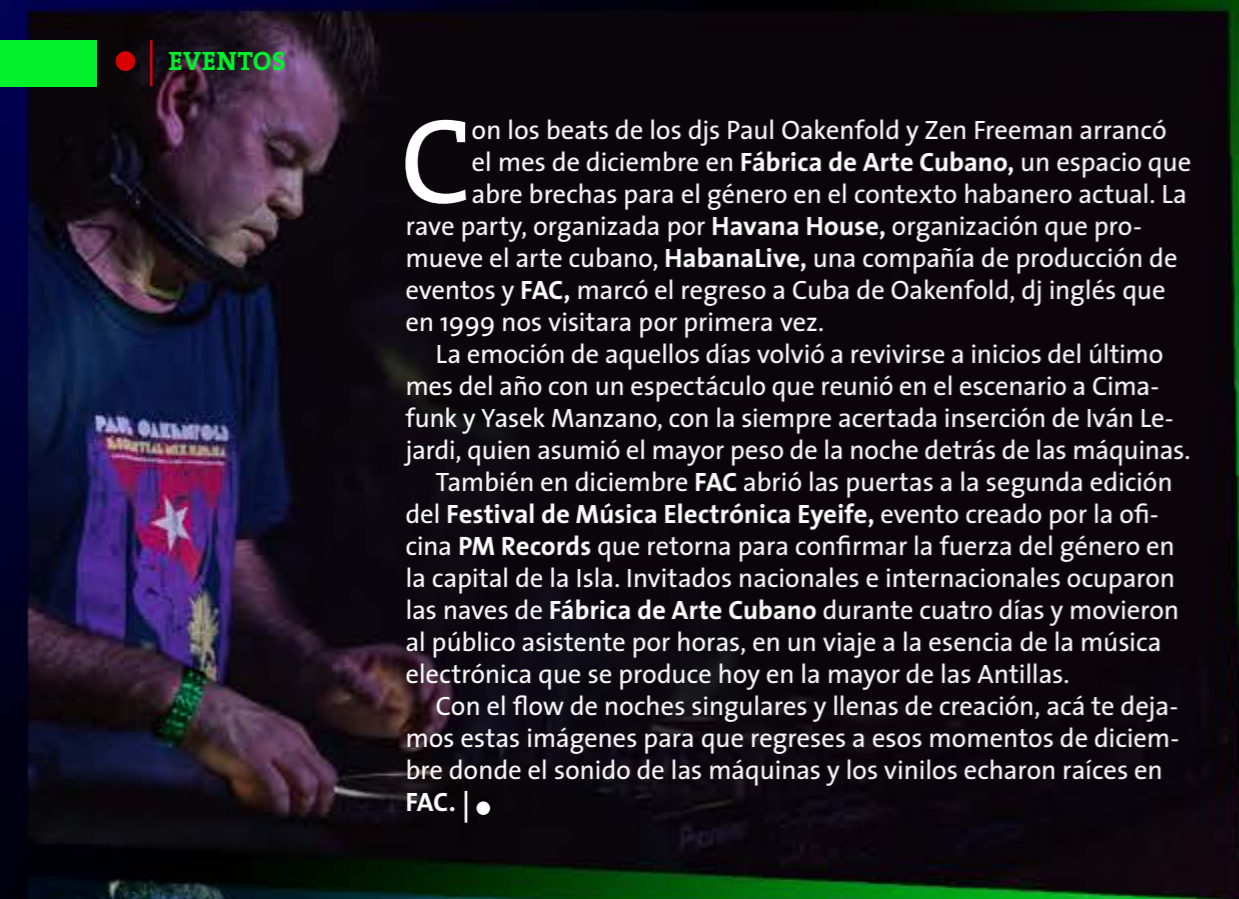 EVENTOS
Con los beats de los djs Paul Oakenfold y Zen Freeman arrancó
el mes de diciembre en Fábrica de Arte Cubano, un espacio que
abre brechas para el género en el contexto habanero actual. La
rave party, organizada por Havana House, organización que pro-
mueve el arte cubano, HabanaLive, una compañía de producción de
eventos y FAC, marcó el regreso a Cuba de Oakenfold, dj inglés que
en 1999 nos visitara por primera vez.
La emoción de aquellos días volvió a revivirse a inicios del último
mes del año con un espectáculo que reunió en el escenario a Cima-
funk y Yasek Manzano, con la siempre acertada inserción de Iván Le-
jardi, quien asumió el mayor peso de la noche detrás de las máquinas.
También en diciembre FAC abrió las puertas a la segunda edición
del Festival de Música Electrónica Eyeife, evento creado por la ofi-
cina PM Records que retorna para confirmar la fuerza del género en
la capital de la Isla. Invitados nacionales e internacionales ocuparon
las naves de Fábrica de Arte Cubano durante cuatro días y movieron
al público asistente por horas, en un viaje a la esencia de la música
electrónica que se produce hoy en la mayor de las Antillas.
Con el flow de noches singulares y llenas de creación, acá te deja-
mos estas imágenes para que regreses a esos momentos de diciem-
bre donde el sonido de las máquinas y los vinilos echaron raíces en
FAC. | ●
PAUL OAKENFOLD